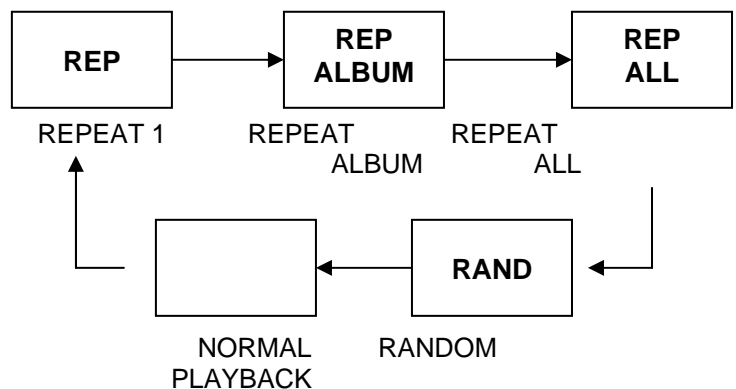 REP
REP
ALBUM
REP
ALL
REPEAT 1
REPEAT
ALBUM
REPEAT
ALL
RAND
NORMAL
PLAYBACK
RANDOM